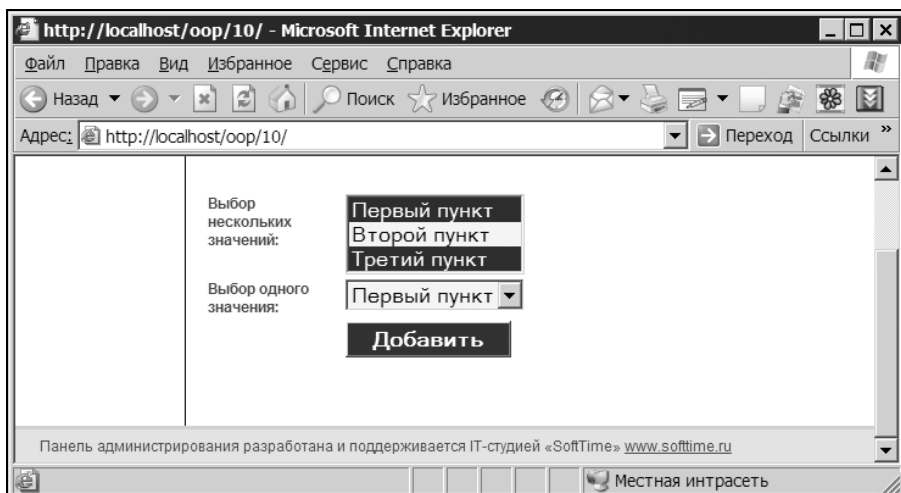 http://localhost/oop/10/ - Microsoft Internet Explorer
Файл Правка Вид Избранное Сервис Справка
Назад Поиск Избранное
Адрес: http://localhost/oop/10/ Переход Ссылки »
Выбор
нескольких
значений:
Первый пункт
Второй пункт
Третий пункт
Выбор одного
значения:
Первый пункт
Добавить
Панель администрирования разработана и поддерживается IT-студией «SoftTime» www.softtime.ru
Местная интрасеть